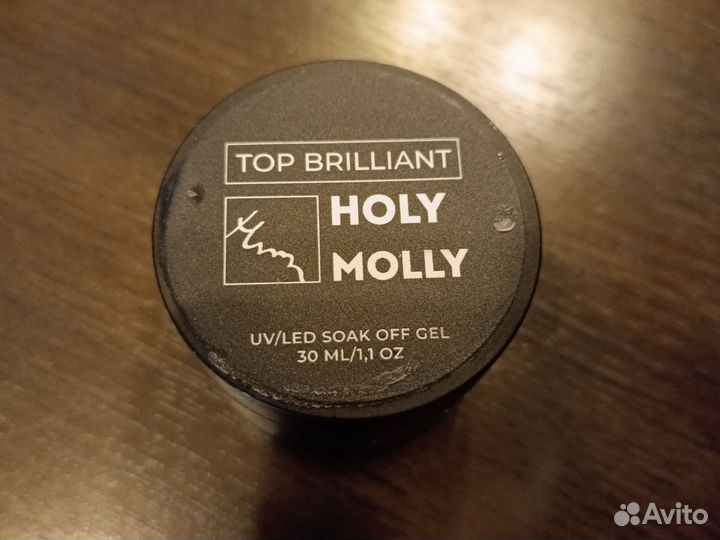 TOP BRILLIANT
HOLY
MOLLY
UV/LED SOAK OFF GEL
30 ML/1,1 OZ
Avito